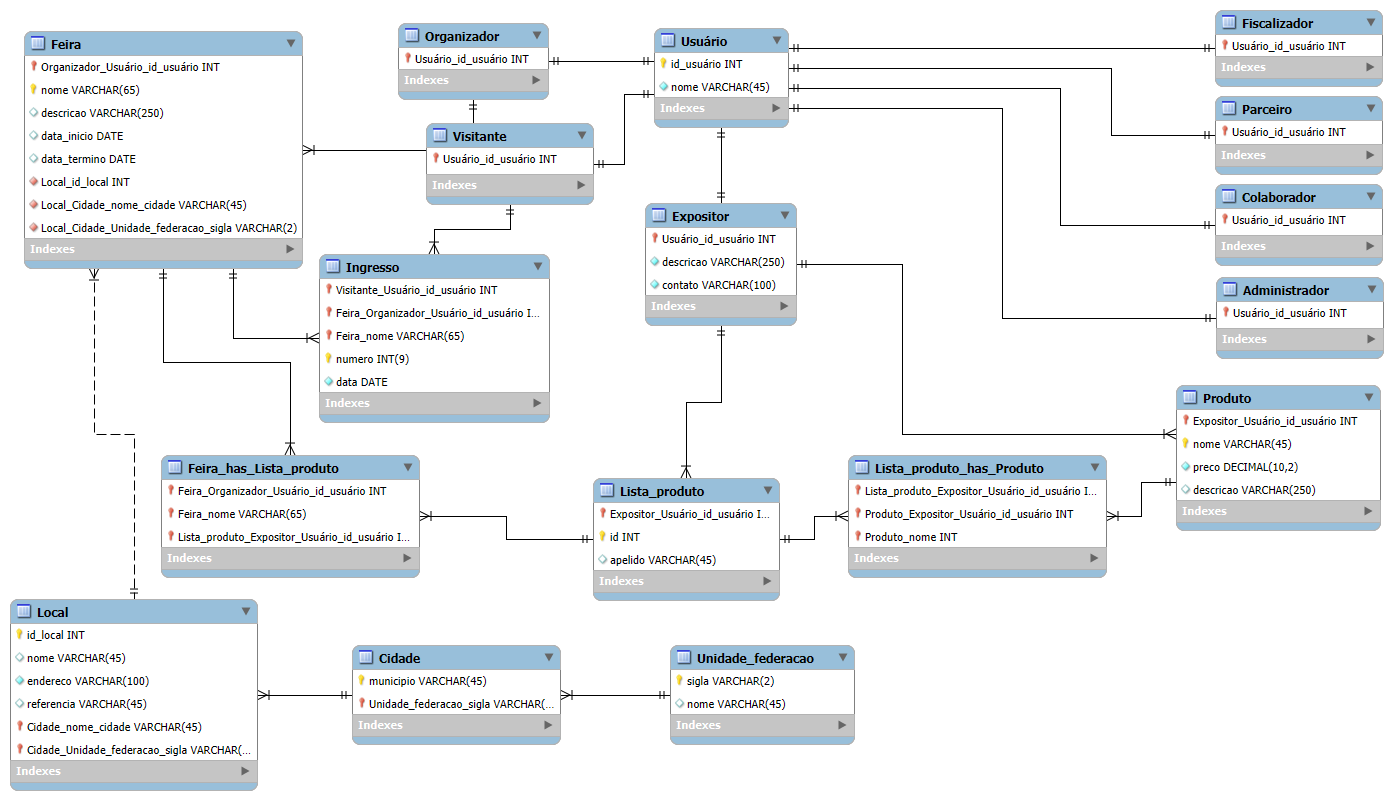 Feira
Organizador_Usuário_id_usuário INT
nome VARCHAR(65)
descricao VARCHAR(250)
data_inicio DATE
data_termino DATE
Local_id_local INT
Local_Cidade_nome_cidade VARCHAR(45)
Local_Cidade_Unidade_federacao_sigla VARCHAR(2)
Indexes
Organizador
Usuário_id_usuário INT
Indexes
Visitante
Usuário_id_usuário INT
Indexes
Usuário
id_usuário INT
nome VARCHAR(45)
Indexes
Fiscalizador
Usuário_id_usuário INT
Indexes
Parceiro
Usuário_id_usuário INT
Indexes
Colaborador
Usuário_id_usuário INT
Indexes
Administrador
Usuário_id_usuário INT
Indexes
Expositor
Usuário_id_usuário INT
descricao VARCHAR(250)
contato VARCHAR(100)
Indexes
Ingresso
Visitante_Usuário_id_usuário INT
Feira_Organizador_Usuário_id_usuário I...
Feira_nome VARCHAR(65)
numero INT(9)
data DATE
Indexes
Produto
Expositor_Usuário_id_usuário INT
nome VARCHAR(45)
preco DECIMAL(10,2)
descricao VARCHAR(250)
Indexes
Feira_has_Lista_produto
Feira_Organizador_Usuário_id_usuário INT
Feira_nome VARCHAR(65)
Lista_produto_Expositor_Usuário_id_usuário I...
Indexes
Lista_produto
Expositor_Usuário_id_usuário I...
id INT
apelido VARCHAR(45)
Indexes
Lista_produto_has_Produto
Lista_produto_Expositor_Usuário_id_usuário I...
Produto_Expositor_Usuário_id_usuário INT
Produto_nome INT
Indexes
Local
id_local INT
nome VARCHAR(45)
endereco VARCHAR(100)
referencia VARCHAR(45)
Cidade_nome_cidade VARCHAR(45)
Cidade_Unidade_federacao_sigla VARCHAR(...
Indexes
Cidade
municipio VARCHAR(45)
Unidade_federacao_sigla VARCHAR(...
Indexes
Unidade_federacao
sigla VARCHAR(2)
nome VARCHAR(45)
Indexes